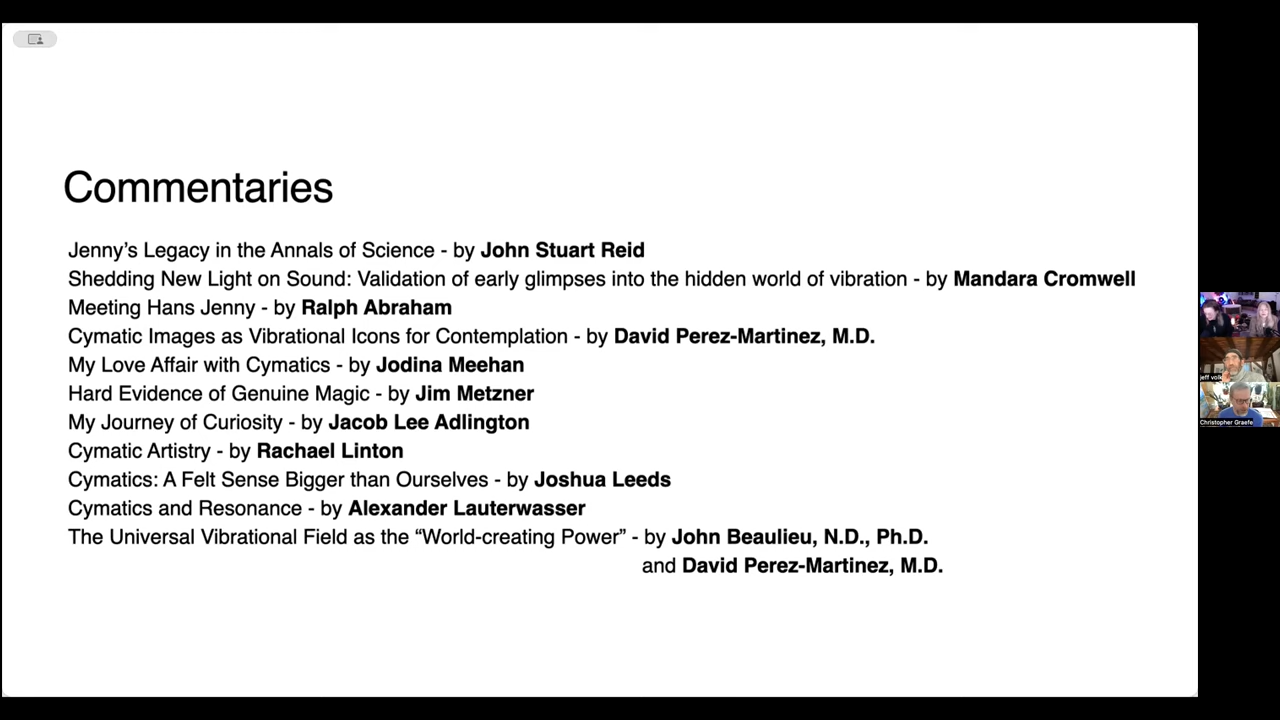 Commentaries
Jenny’s Legacy in the Annals of Science - by John Stuart Reid
Shedding New Light on Sound: Validation of early glimpses into the hidden world of vibration - by Mandara Cromwell
Meeting Hans Jenny - by Ralph Abraham
Cymatic Images as Vibrational Icons for Contemplation - by David Perez-Martinez, M.D.
My Love Affair with Cymatics - by Jodina Meehan
Hard Evidence of Genuine Magic - by Jim Metzner
My Journey of Curiosity - by Jacob Lee Adlington
Cymatic Artistry - by Rachael Linton
Cymatics: A Felt Sense Bigger than Ourselves - by Joshua Leeds
Cymatics and Resonance - by Alexander Lauterwasser
The Universal Vibrational Field as the “World-creating Power” - by John Beaulieu, N.D., Ph.D.
and David Perez-Martinez, M.D.
jeff volk
Christopher Graefe